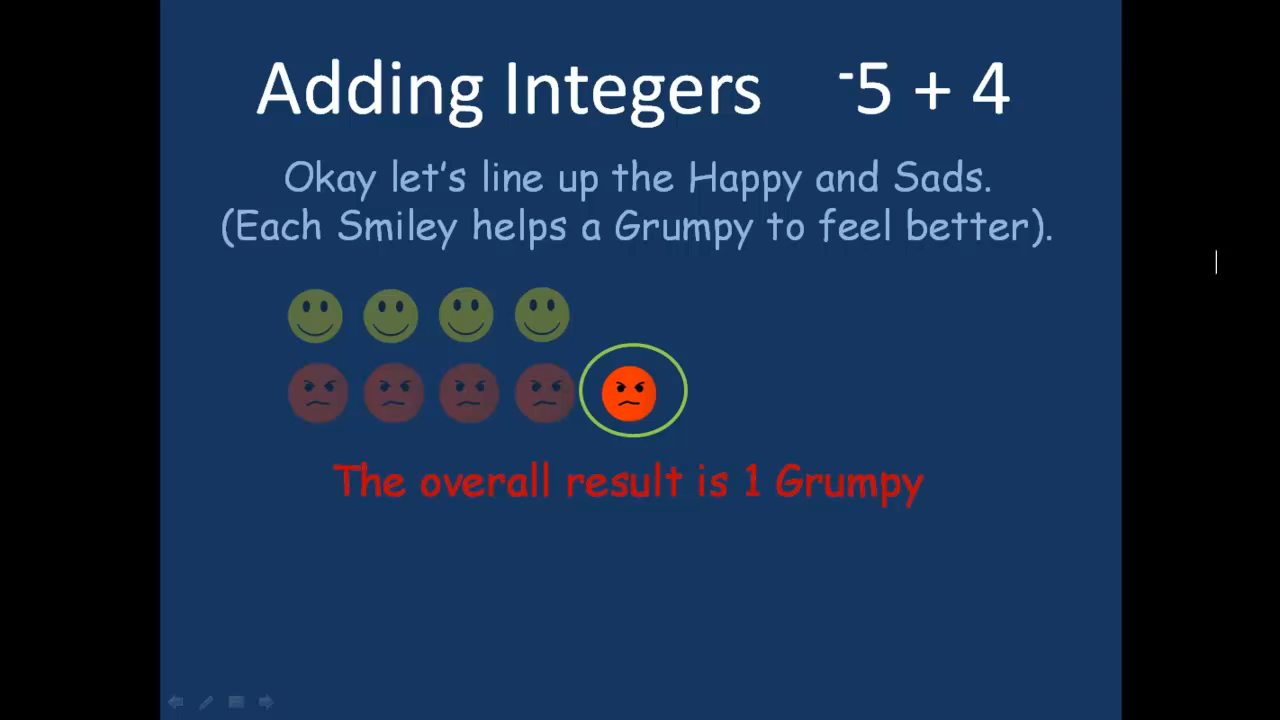 Adding Integers ⁻5 + 4
Okay let's line up the Happy and Sads.
(Each Smiley helps a Grumpy to feel better).
The overall result is 1 Grumpy